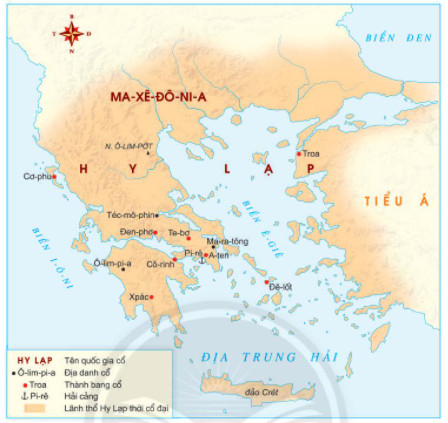 B
T Đ
N
BIỂN ĐEN
MA-XÊ-ĐÔ-NI-A
N. Ô-LIM-PỚT
HY LẠP
Troa
Cơ-phu
TIỂU Á
Téc-mô-phin
BIỂN Ê-GIÊ
Đen-phơ
Te-bơ
Ma-ra-tông
BIỂN I-Ô-NI
Pi-rê
A-ten
Ô-lim-pi-a
Cô-rinh
Đê-lốt
Xpác
ĐỊA TRUNG HẢI
đảo Crét
HY LẠP Tên quốc gia cổ
Ô-lim-pi-a Địa danh cổ
Troa Thành bang cổ
Pi-rê Hải cảng
Lãnh thổ Hy Lạp thời cổ đại